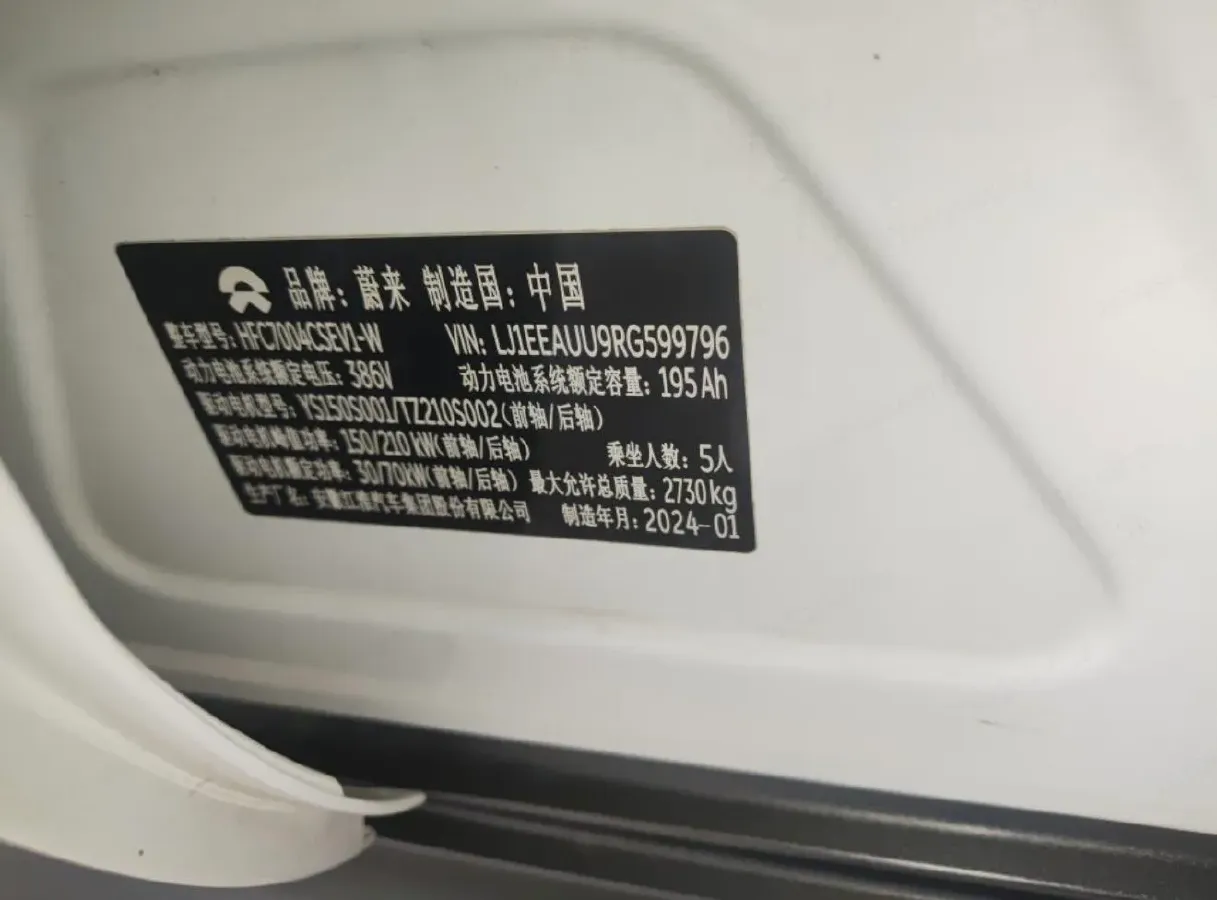 品牌：蔚来 制造国：中国
整车型号：HFC7004CSEV1-W VIN: LJ1EEAUU9RG599796
动力电池系统额定电压：386V 动力电池系统额定容量：195Ah
驱动电机型号：YS150S001/TZ210S002（前轴/后轴）
驱动电机峰值功率：150/210 kW（前轴/后轴） 乘坐人数：5人
驱动电机额定功率：30/70kW（前轴/后轴） 最大允许总质量：2730kg
生产厂名：安徽江淮汽车集团股份有限公司 制造年月：2024-01